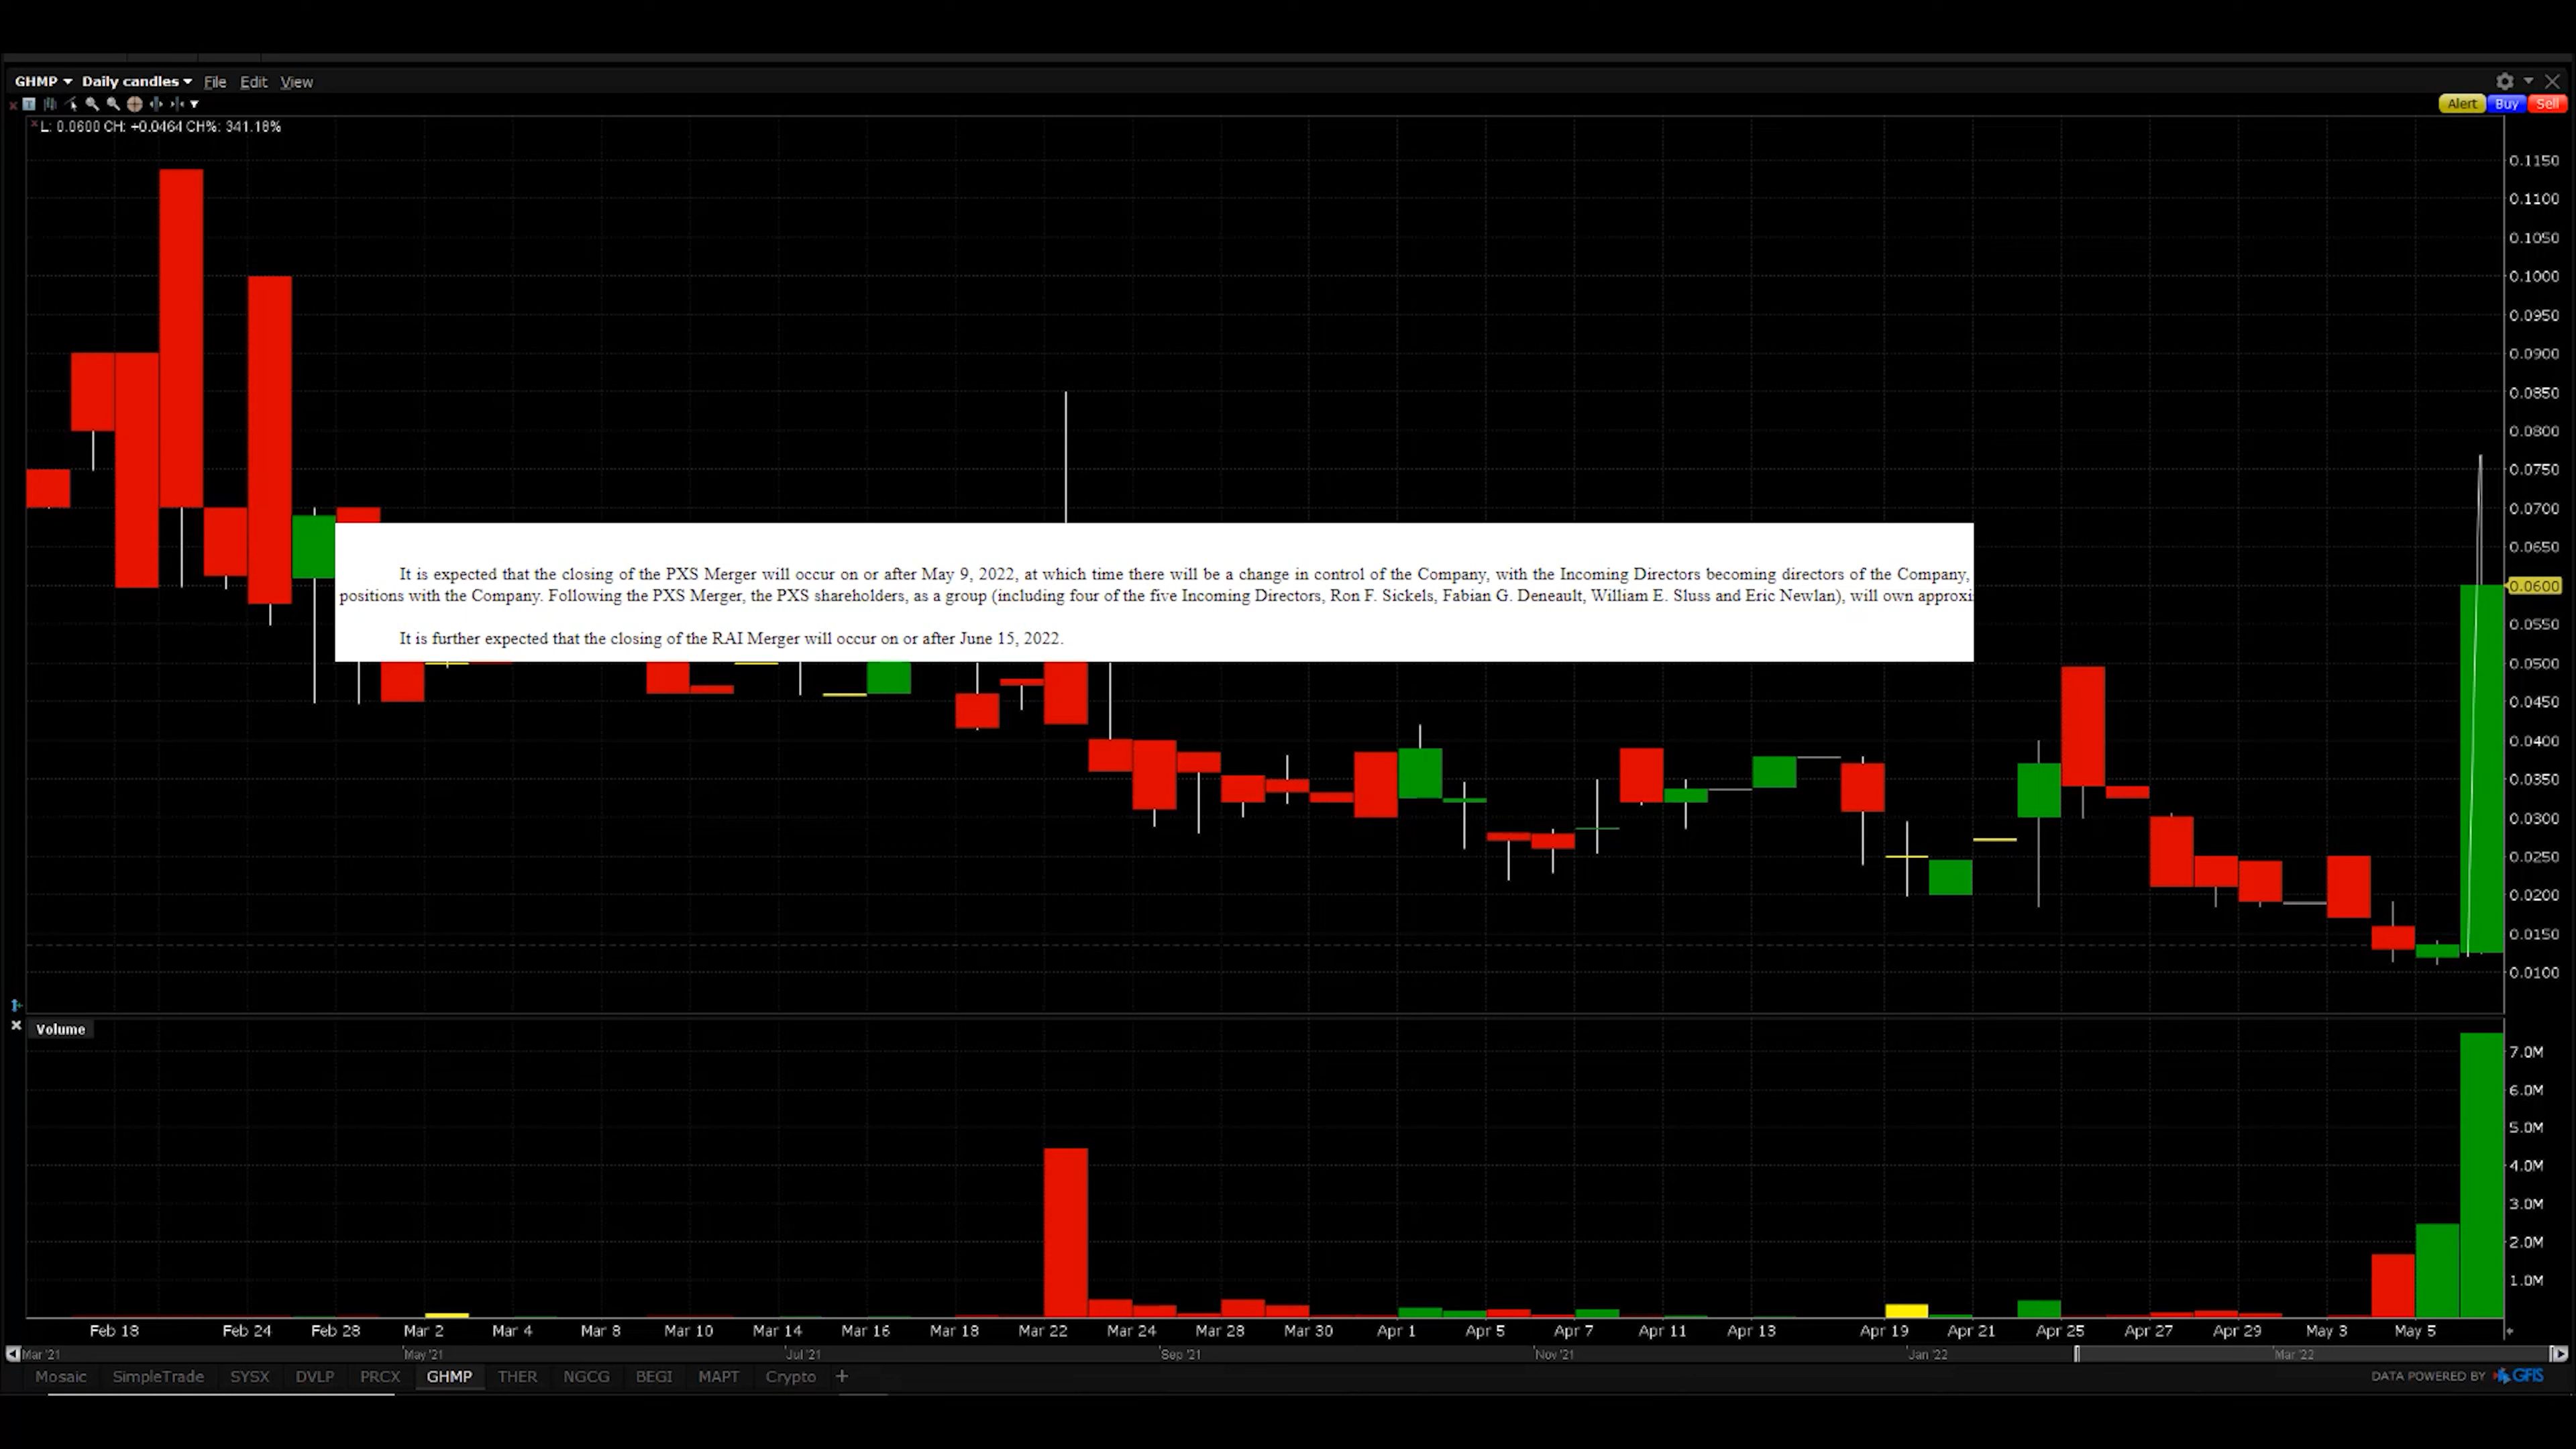 GHMP Daily candles File Edit View
Alert Buy Sell
L: 0.0600 CH: +0.0464 CH%: 341.18%
0.1150
0.1100
0.1050
0.1000
0.0950
0.0900
0.0850
0.0800
0.0750
0.0700
0.0650
It is expected that the closing of the PXS Merger will occur on or after May 9, 2022, at which time there will be a change in control of the Company, with the Incoming Directors becoming directors of the Company,
0.0600
positions with the Company. Following the PXS Merger, the PXS shareholders, as a group (including four of the five Incoming Directors, Ron F. Sickels, Fabian G. Deneault, William E. Sluss and Eric Newlan), will own approxi
0.0550
It is further expected that the closing of the RAI Merger will occur on or after June 15, 2022.
0.0500
0.0450
0.0400
0.0350
0.0300
0.0250
0.0200
0.0150
0.0100
Volume
7.0M
6.0M
5.0M
4.0M
3.0M
2.0M
1.0M
Feb 18 Feb 24 Feb 28 Mar 2 Mar 4 Mar 8 Mar 10 Mar 14 Mar 16 Mar 18 Mar 22 Mar 24 Mar 28 Mar 30 Apr 1 Apr 5 Apr 7 Apr 11 Apr 13 Apr 19 Apr 21 Apr 25 Apr 27 Apr 29 May 3 May 5
Mar '21 May '21 Jul '21 Sep '21 Nov '21 Jan '22 Mar '22
Mosaic SimpleTrade SYSX DVLP PRCX GHMP THER NGCG BEGI MAPT Crypto +
DATA POWERED BY GFIS